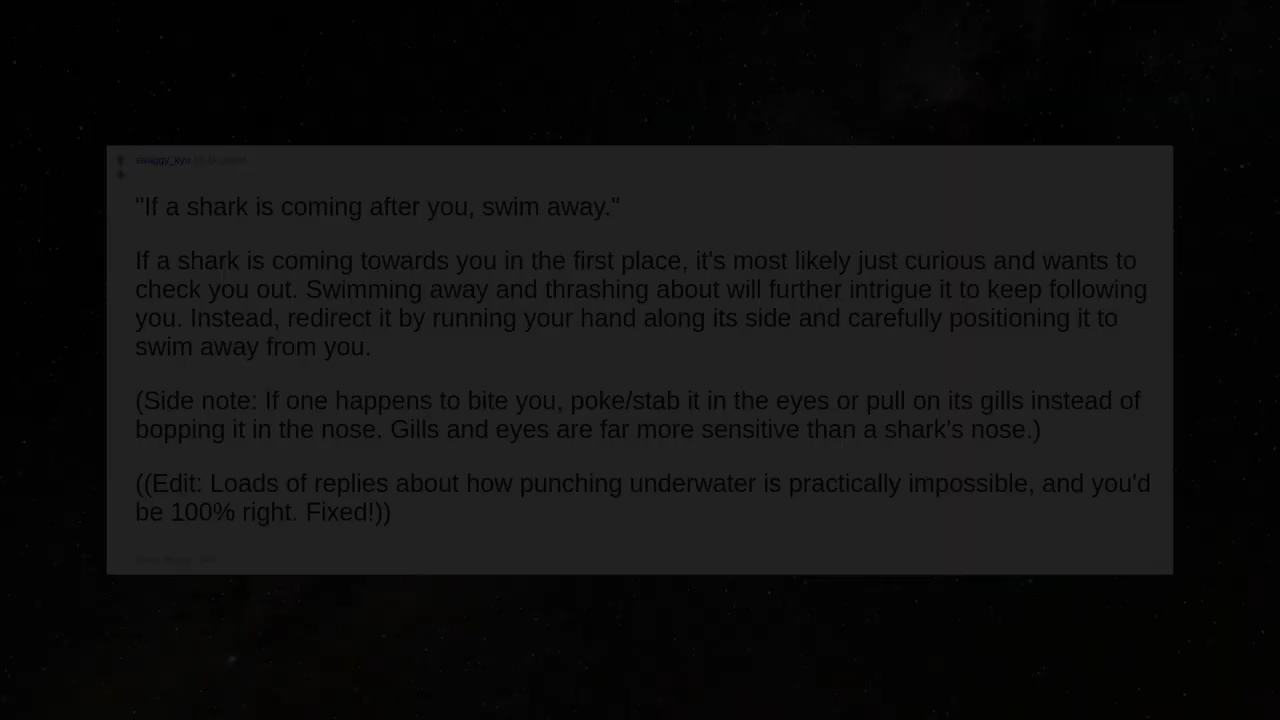 swaggy_kyu
"If a shark is coming after you, swim away."
If a shark is coming towards you in the first place, it's most likely just curious and wants to
check you out. Swimming away and thrashing about will further intrigue it to keep following
you. Instead, redirect it by running your hand along its side and carefully positioning it to
swim away from you.
(Side note: If one happens to bite you, poke/stab it in the eyes or pull on its gills instead of
bopping it in the nose. Gills and eyes are far more sensitive than a shark's nose.)
((Edit: Loads of replies about how punching underwater is practically impossible, and you'd
be 100% right. Fixed!))